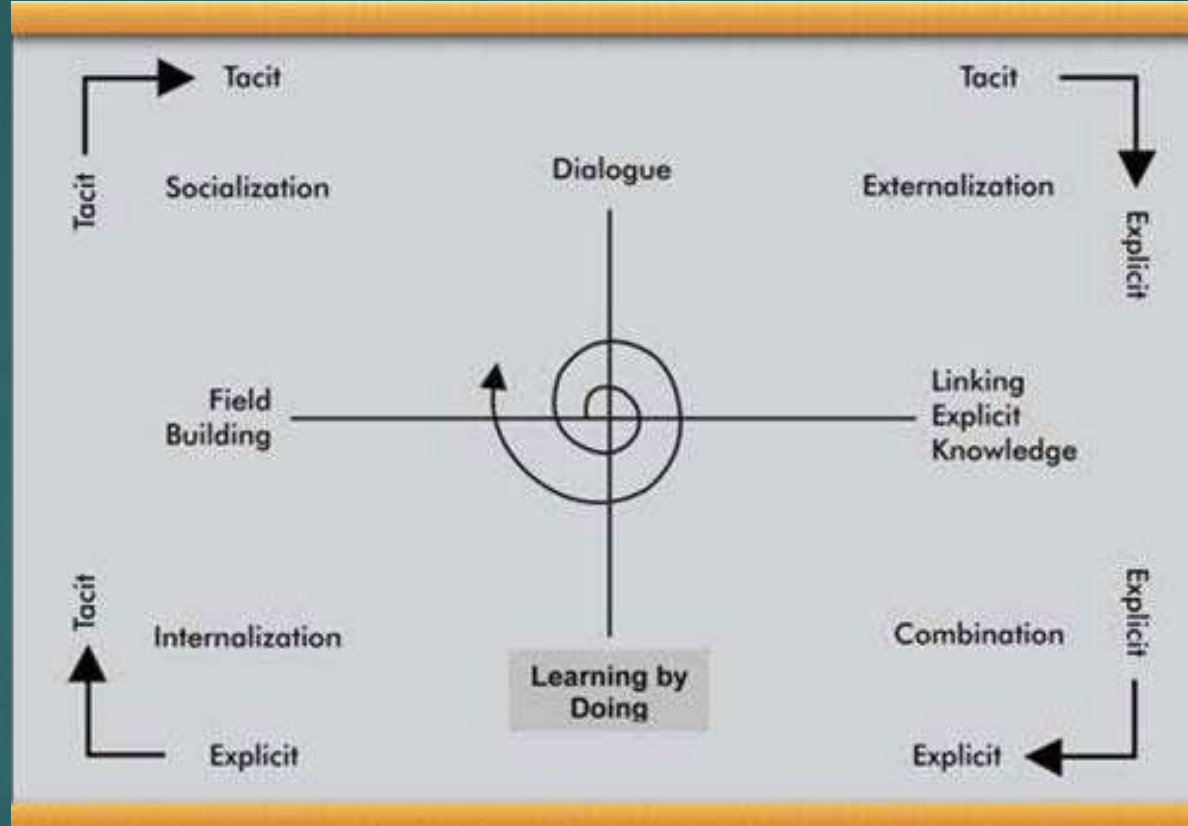 Tacit
Tacit
Socialization
Dialogue
Tacit
Explicit
Externalization
Field
Building
Linking
Explicit
Knowledge
Tacit
Internalization
Explicit
Learning by
Doing
Combination
Explicit
Explicit